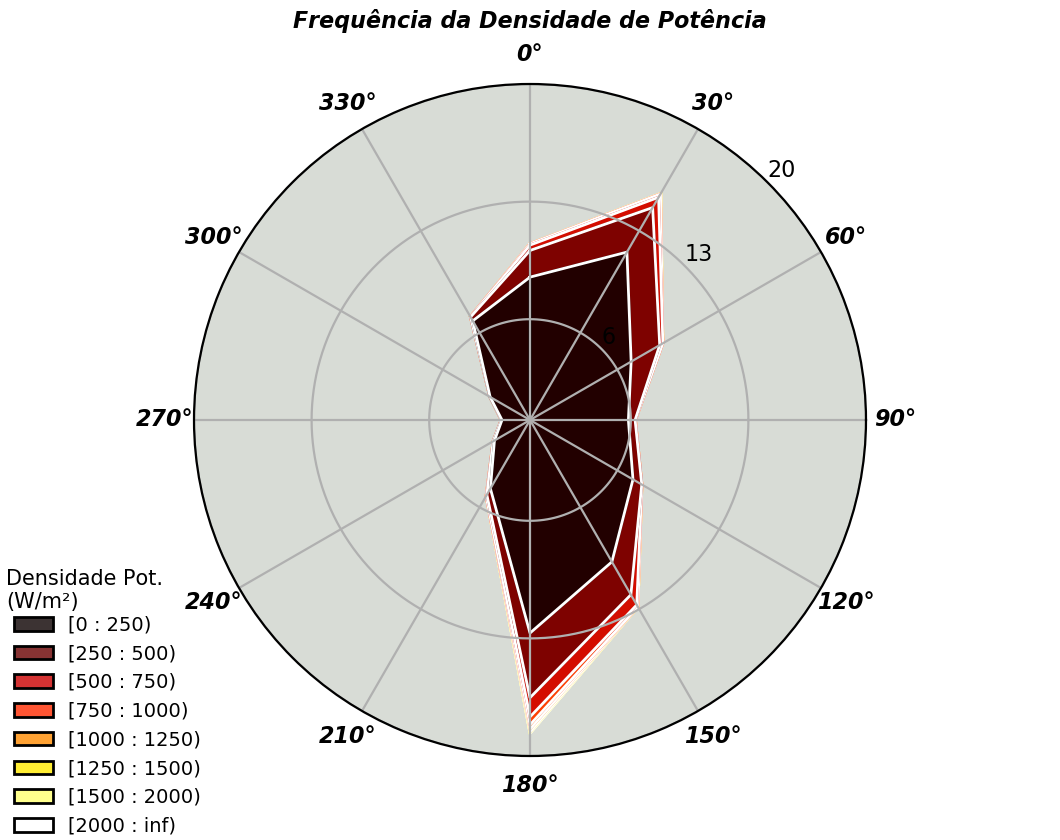 Frequência da Densidade de Potência
0°
330°
30°
20
300°
60°
13
6
270°
90°
240°
120°
210°
150°
180°
Densidade Pot.
(W/m²)
[0 : 250)
[250 : 500)
[500 : 750)
[750 : 1000)
[1000 : 1250)
[1250 : 1500)
[1500 : 2000)
[2000 : inf)